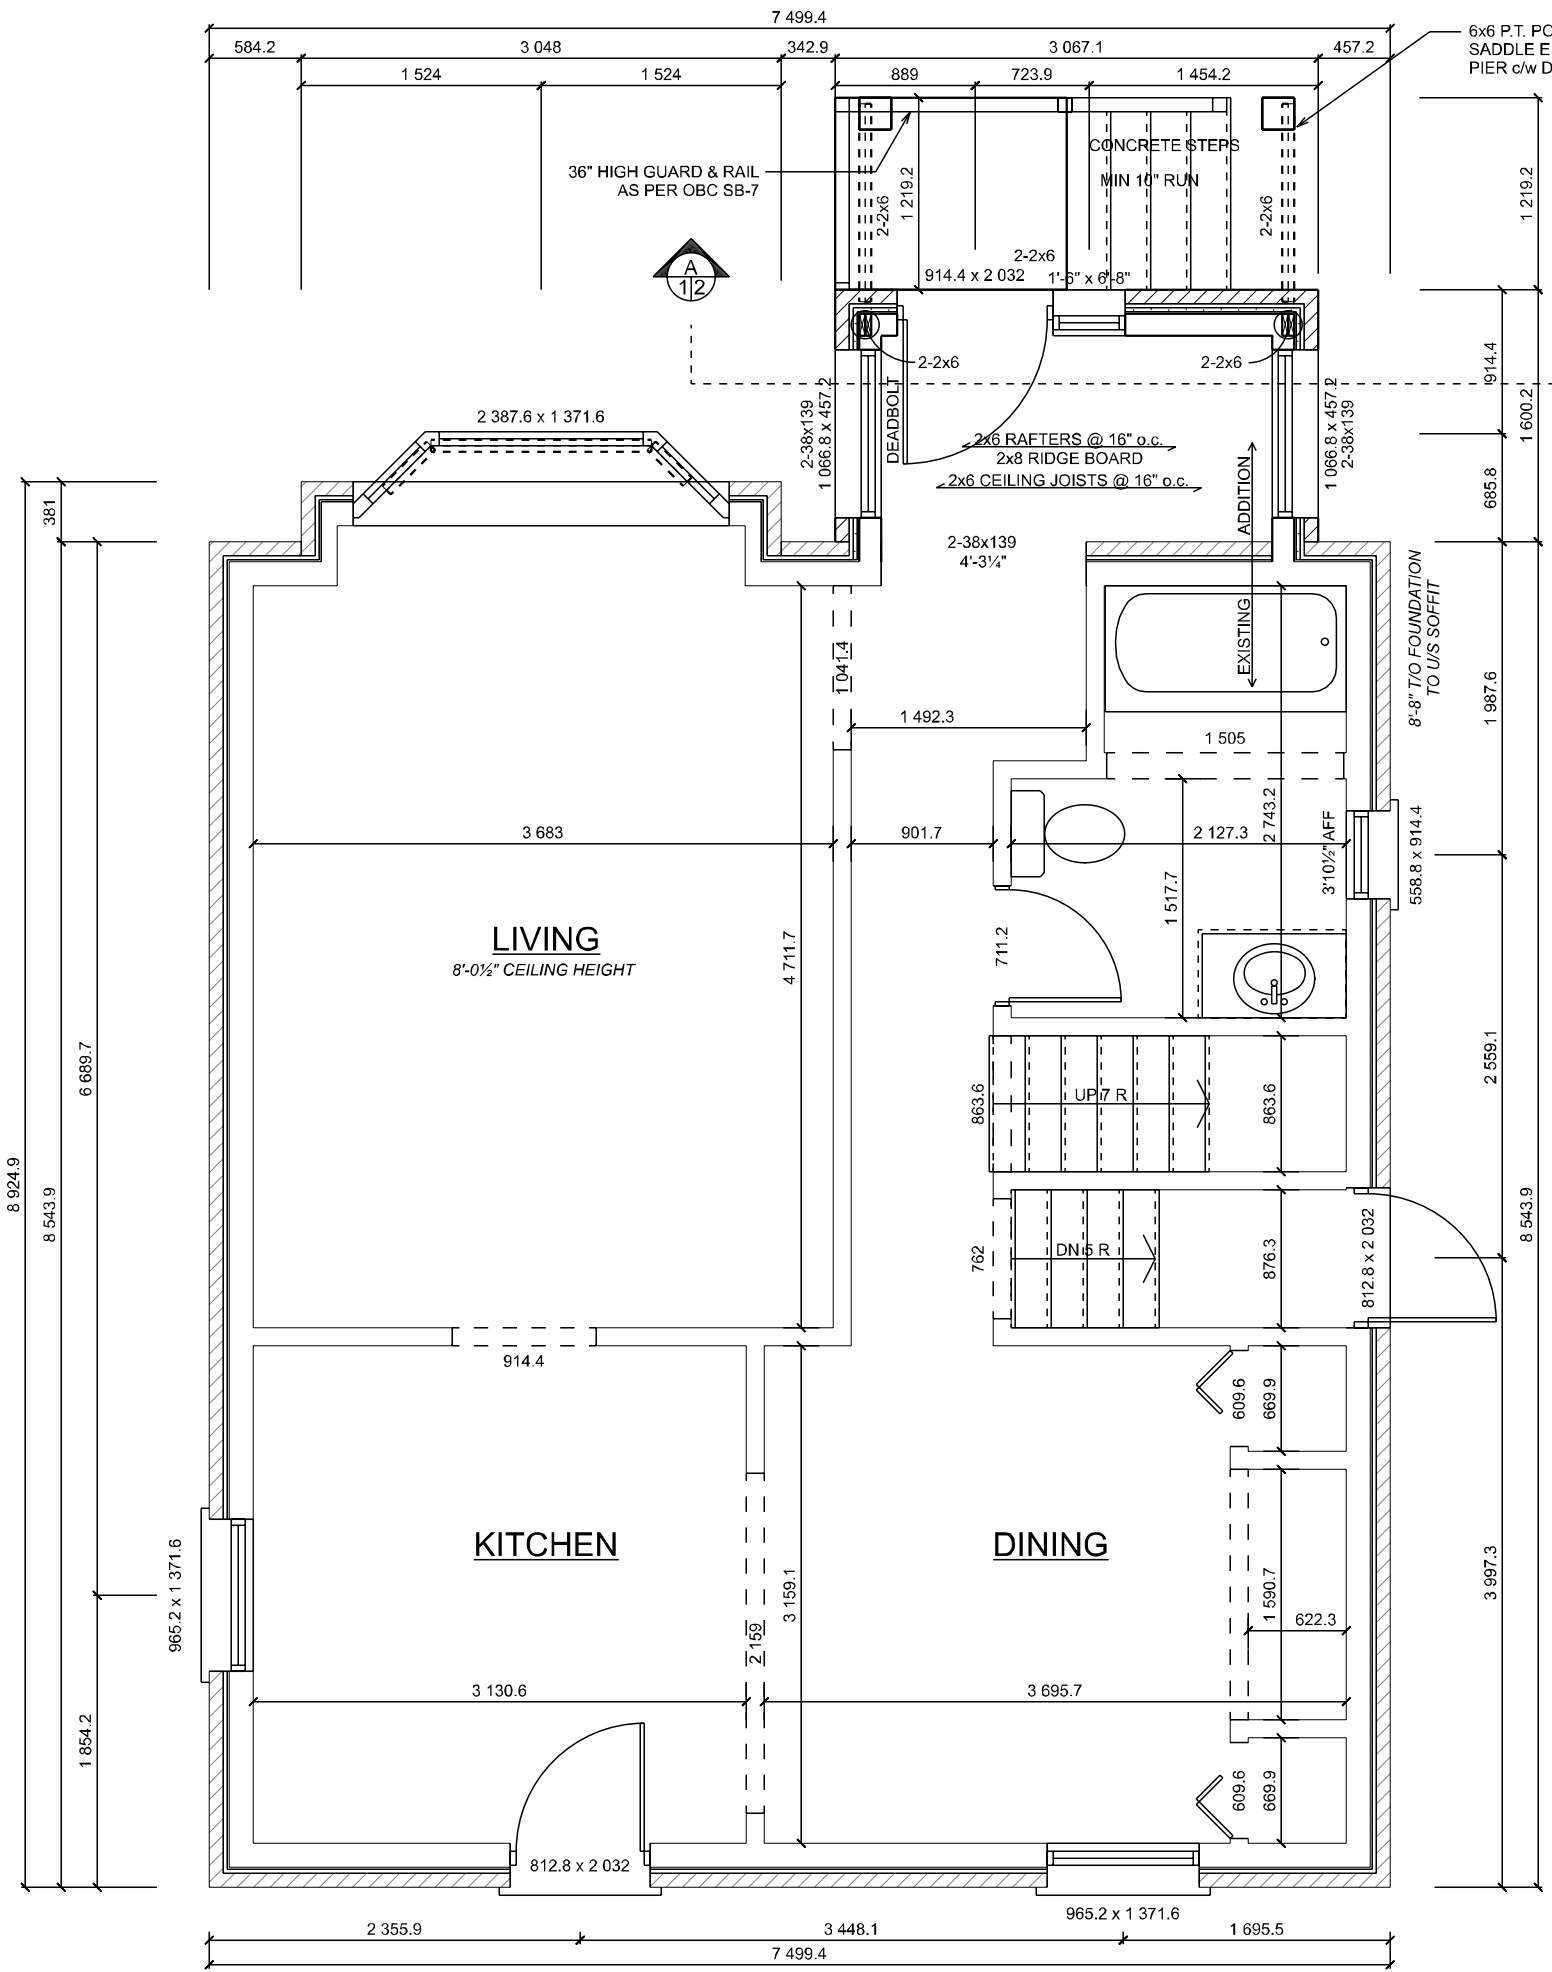 7 499.4
584.2
3 048
342.9
3 067.1
457.2
1 524
1 524
889
723.9
1 454.2
6x6 P.T.
SADDLE
PIER c/w
CONCRETE STEPS
MIN 10" RUN
36" HIGH GUARD & RAIL
AS PER OBC SB-7
2-2x6
1 219.2
2-2x6
1 219.2
2-2x6
914.4 x 2 032
1'-6" x 6'-8"
A
1 2
2-2x6
2-2x6
DEADBOLT
2-38x139
1 066.8 x 457.2
1 066.8 x 457.2
2-38x139
914.4
1 600.2
685.8
2 387.6 x 1 371.6
2x6 RAFTERS @ 16" o.c.
2x8 RIDGE BOARD
2x6 CEILING JOISTS @ 16" o.c.
ADDITION
EXISTING
2-38x139
4'-3¼"
381
8'-8" T/O FOUNDATION
TO U/S SOFFIT
1 041.4
1 492.3
1 505
1 987.6
3 683
901.7
2 127.3
2 743.2
3'10½" AFF
558.8 x 914.4
1 517.7
711.2
LIVING
8'-0½" CEILING HEIGHT
4 711.7
6 689.7
8 924.9
8 543.9
863.6
UP 7 R
863.6
2 559.1
762
DN 5 R
876.3
812.8 x 2 032
8 543.9
914.4
609.6
669.9
KITCHEN
DINING
965.2 x 1 371.6
3 159.1
2 159
1 590.7
622.3
3 997.3
3 130.6
3 695.7
1 854.2
609.6
669.9
812.8 x 2 032
965.2 x 1 371.6
2 355.9
3 448.1
1 695.5
7 499.4